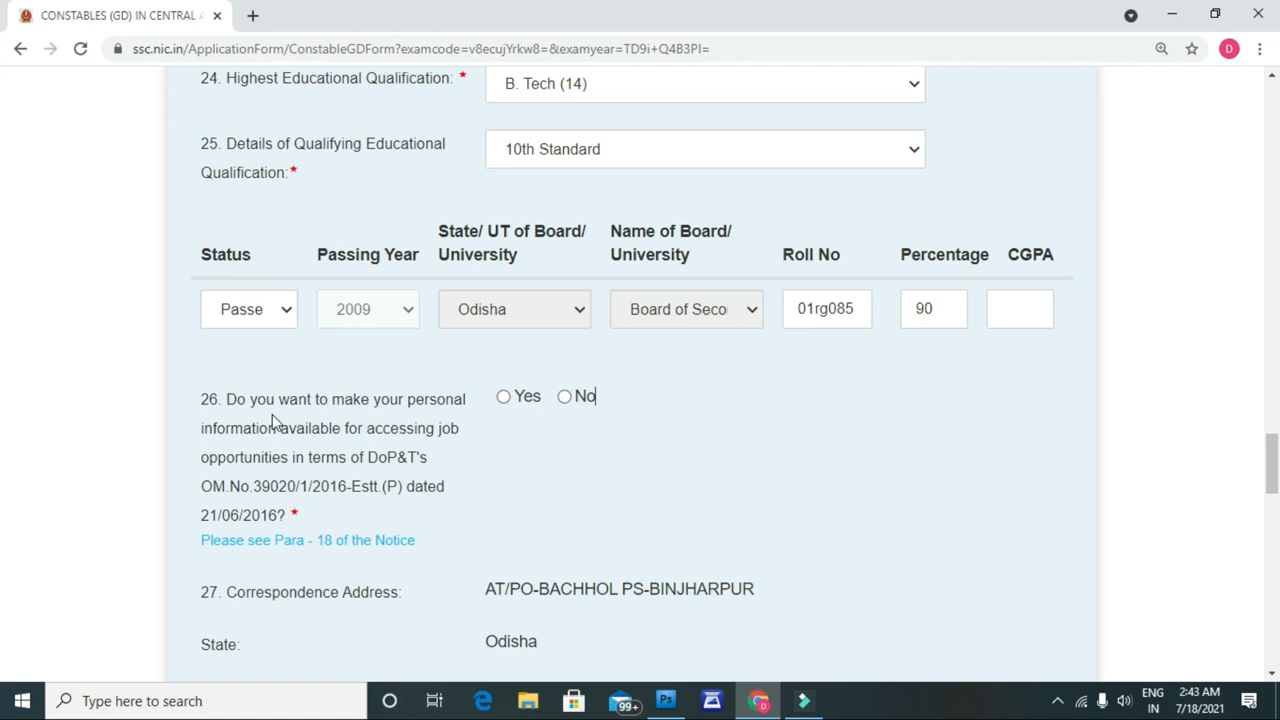 CONSTABLES (GD) IN CENTRAL A
ssc.nic.in/ApplicationForm/ConstableGDForm?examcode=v8ecujYrkw8=&examyear=TD9i+Q4B3PI=
D
24. Highest Educational Qualification: *
B. Tech (14)
25. Details of Qualifying Educational
Qualification:*
10th Standard
Status
Passing Year
State/ UT of Board/
University
Name of Board/
University
Roll No
Percentage
CGPA
Passe
2009
Odisha
Board of Seco
01rg085
90
26. Do you want to make your personal
information available for accessing job
opportunities in terms of DoP&T's
OM.No.39020/1/2016-Estt.(P) dated
21/06/2016? *
Yes
No
Please see Para - 18 of the Notice
27. Correspondence Address:
AT/PO-BACHHOL PS-BINJHARPUR
State:
Odisha
Type here to search
99+
Ps
D
ENG
IN
2:43 AM
7/18/2021